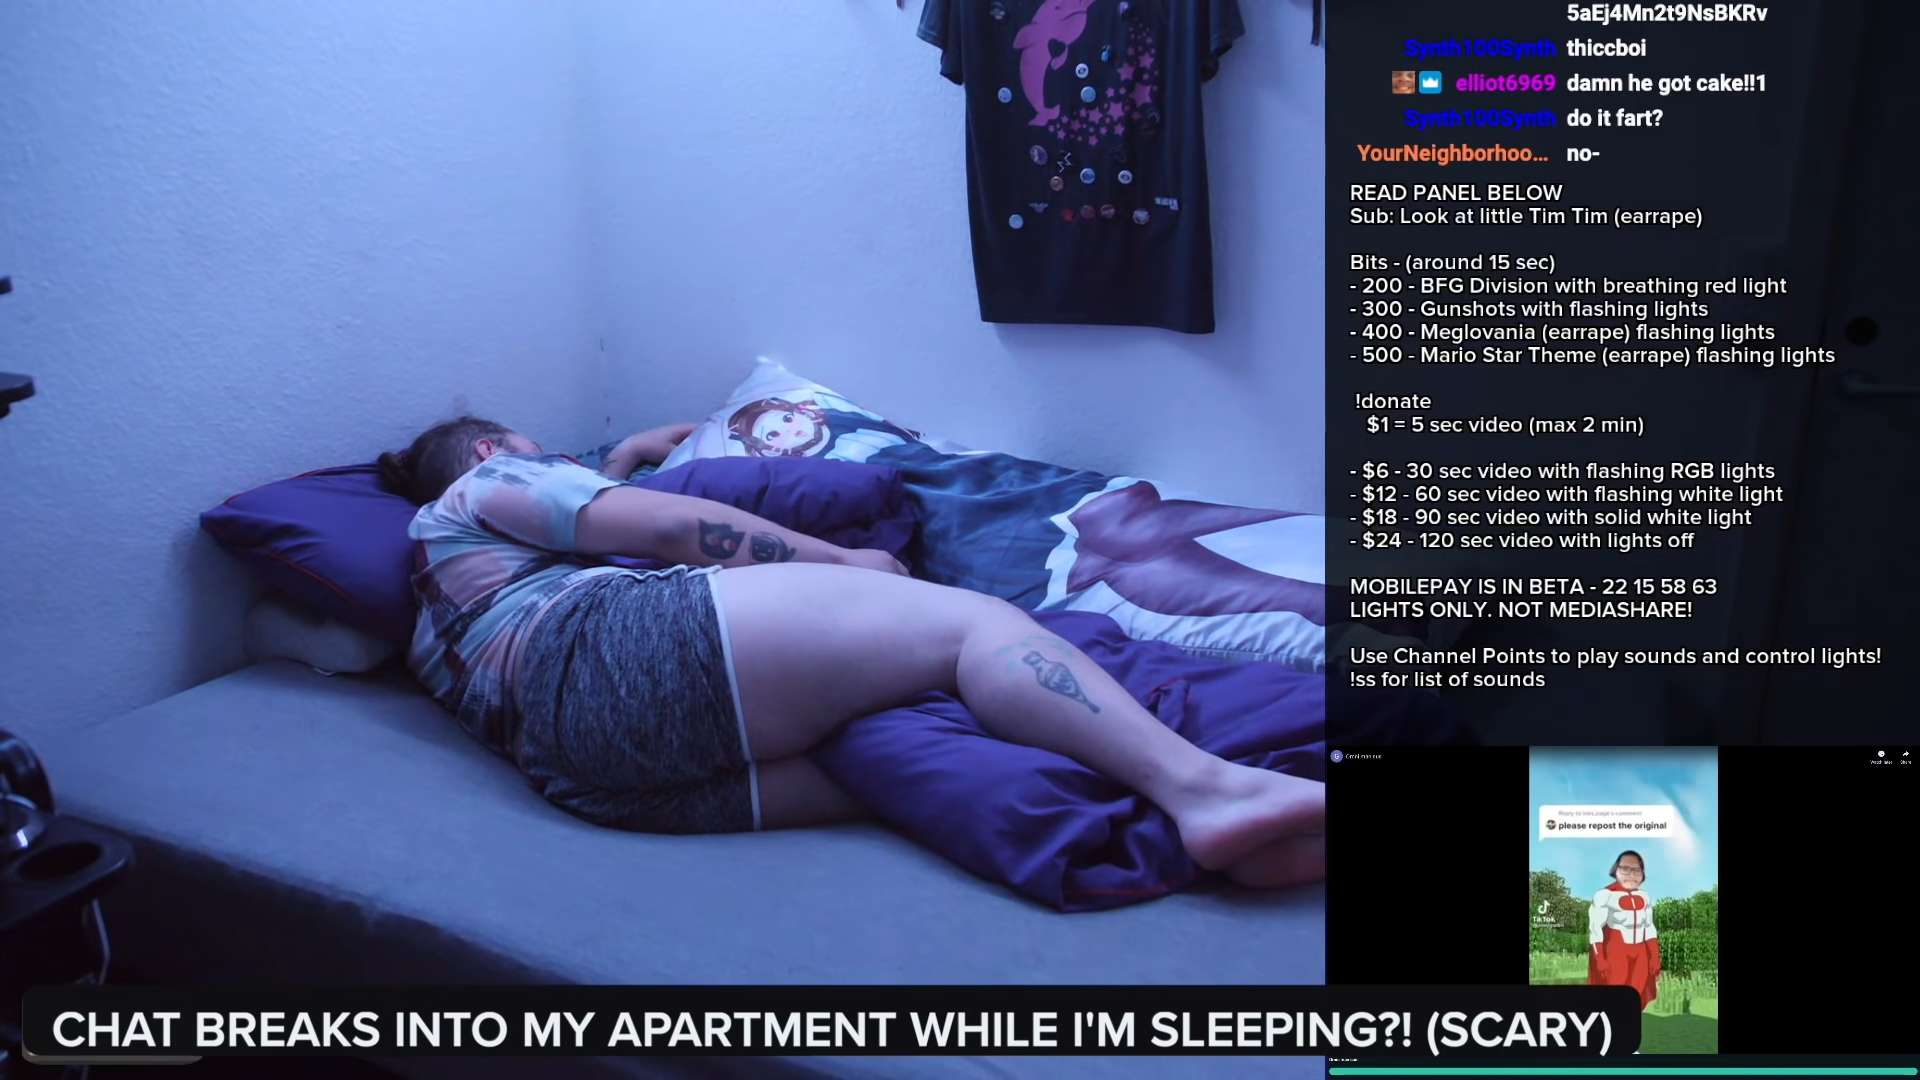 5aEj4Mn2t9NsBKRv
Synth100Synth thiccboi
elliot6969 damn he got cake!!1
Synth100Synth do it fart?
YourNeighborhoo... no-
READ PANEL BELOW
Sub: Look at little Tim Tim (earrape)
Bits - (around 15 sec)
- 200 - BFG Division with breathing red light
- 300 - Gunshots with flashing lights
- 400 - Meglovania (earrape) flashing lights
- 500 - Mario Star Theme (earrape) flashing lights
!donate
$1 = 5 sec video (max 2 min)
- $6 - 30 sec video with flashing RGB lights
- $12 - 60 sec video with flashing white light
- $18 - 90 sec video with solid white light
- $24 - 120 sec video with lights off
MOBILEPAY IS IN BETA - 22 15 58 63
LIGHTS ONLY. NOT MEDIASHARE!
Use Channel Points to play sounds and control lights!
!ss for list of sounds
Watch later
Share
please repost the original
TikTok
CHAT BREAKS INTO MY APARTMENT WHILE I'M SLEEPING?! (SCARY)